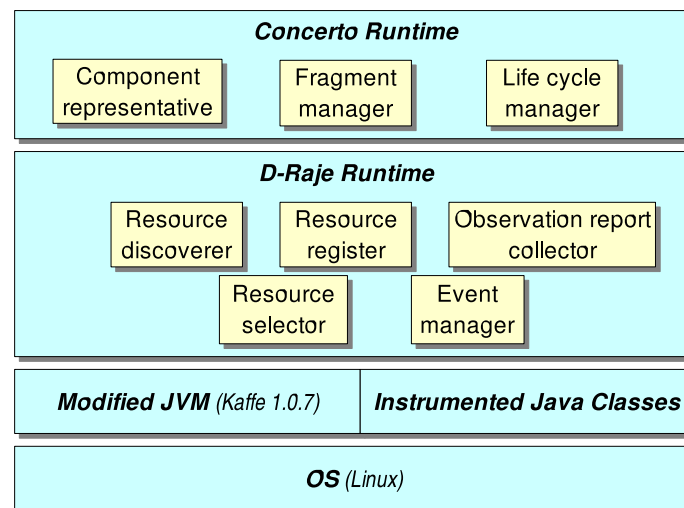 Concerto Runtime
Component
representative
Fragment
manager
Life cycle
manager
D-Raje Runtime
Resource
discoverer
Resource
register
Observation report
collector
Resource
selector
Event
manager
Modified JVM (Kaffe 1.0.7)
Instrumented Java Classes
OS (Linux)